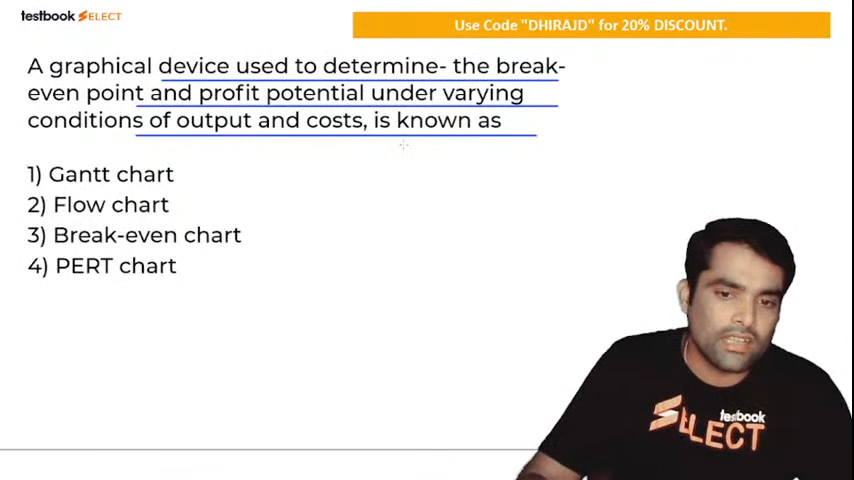 testbook SELECT
Use Code "DHIRAJD" for 20% DISCOUNT.
A graphical device used to determine- the break-
even point and profit potential under varying
conditions of output and costs, is known as
1) Gantt chart
2) Flow chart
3) Break-even chart
4) PERT chart
testbook
SELECT